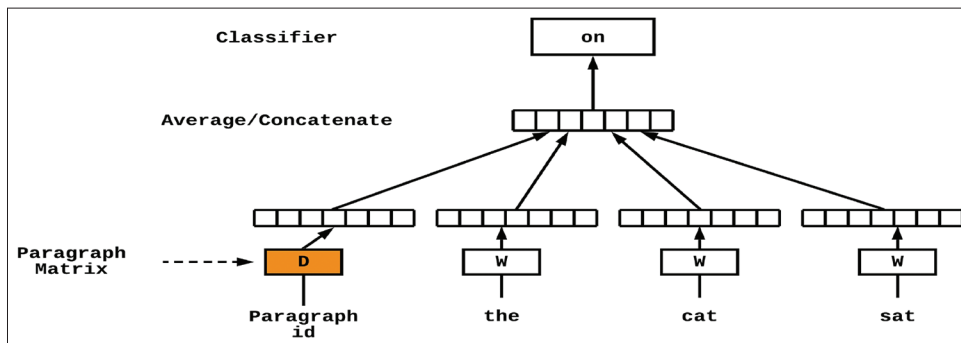 Classifier
on
Average/Concatenate
Paragraph
Matrix
D
W
W
W
Paragraph
id
the
cat
sat